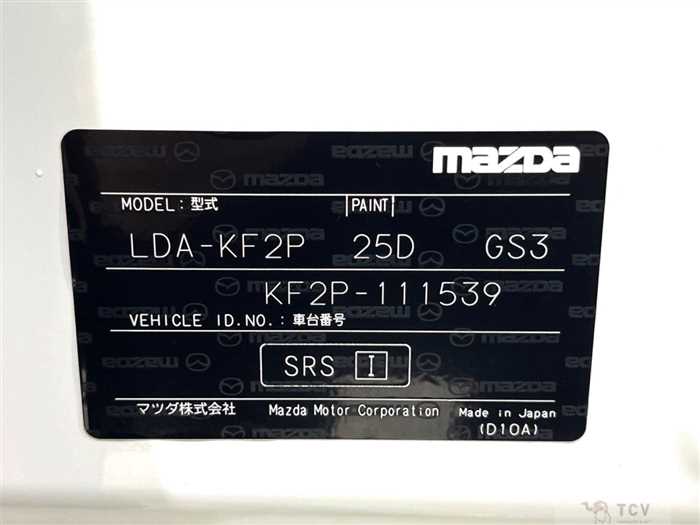 mazda
MODEL：型式 PAINT
LDA-KF2P 25D GS3
KF2P-111539
VEHICLE ID.NO.：車台番号
SRS I
マツダ株式会社 Mazda Motor Corporation Made in Japan
(D10A)
TCV